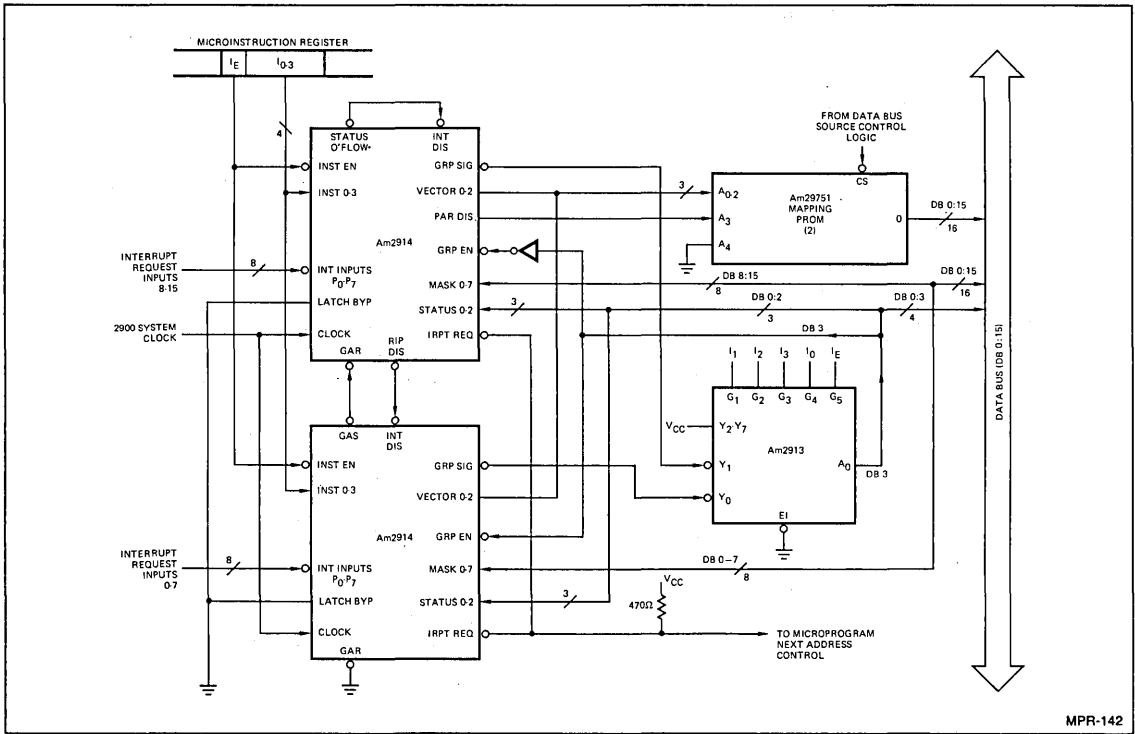 MICROINSTRUCTION REGISTER
IE I0-3
4
STATUS O'FLOW
INT DIS
INST EN
INST 0-3
INT INPUTS P0-P7
LATCH BYP
CLOCK
GAR
RIP DIS
GRP SIG
VECTOR 0-2
PAR DIS.
GRP EN
MASK 0-7
STATUS 0-2
IRPT REQ
Am2914
INTERRUPT REQUEST INPUTS 8-15
8
2900 SYSTEM CLOCK
FROM DATA BUS SOURCE CONTROL LOGIC
CS
A0-2
A3
A4
Am29751 MAPPING PROM (2)
0
3
DB 0:15
16
DB 8:15
8
DB 0:15
16
3
DB 0:2
3
DB 0:3
4
DB 3
I1 I2 I3 I0 IE
G1 G2 G3 G4 G5
VCC
Y2-Y7
Y1
Y0
Am2913
A0
DB 3
EI
DATA BUS (DB 0:15)
GAS
INT DIS
INST EN
INST 0-3
INT INPUTS P0-P7
LATCH BYP
CLOCK
GAR
Am2914
GRP SIG
VECTOR 0-2
GRP EN
MASK 0-7
STATUS 0-2
IRPT REQ
INTERRUPT REQUEST INPUTS 0-7
8
DB 0-7
8
3
VCC
470Ω
TO MICROPROGRAM NEXT ADDRESS CONTROL
MPR-142